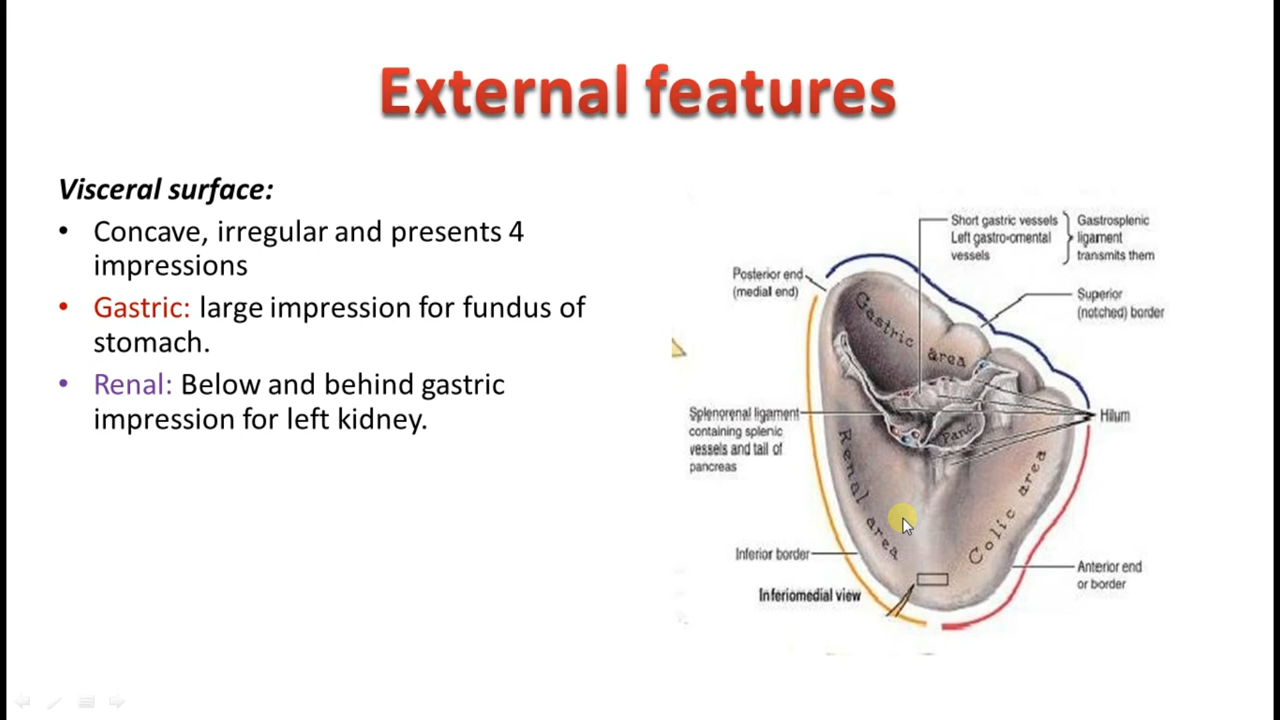 External features
Visceral surface:
• Concave, irregular and presents 4
impressions
• Gastric: large impression for fundus of
stomach.
• Renal: Below and behind gastric
impression for left kidney.
Short gastric vessels
Left gastro-omental
vessels
Gastrosplenic
ligament
transmits them
Posterior end
(medial end)
Superior
(notched) border
Gastric area
Splenorenal ligament
containing splenic
vessels and tail of
pancreas
Panc.
Hilum
Renal area
Colic area
Inferior border
Anterior end
or border
Inferiomedial view